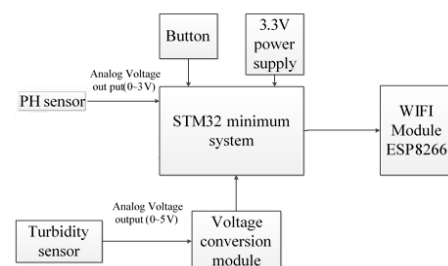 Button
3.3V
power
supply
Analog Voltage
out put(0~3V)
PH sensor
STM32 minimum
system
WIFI
Module
ESP8266
Analog Voltage
output (0~5V)
Turbidity
sensor
Voltage
conversion
module